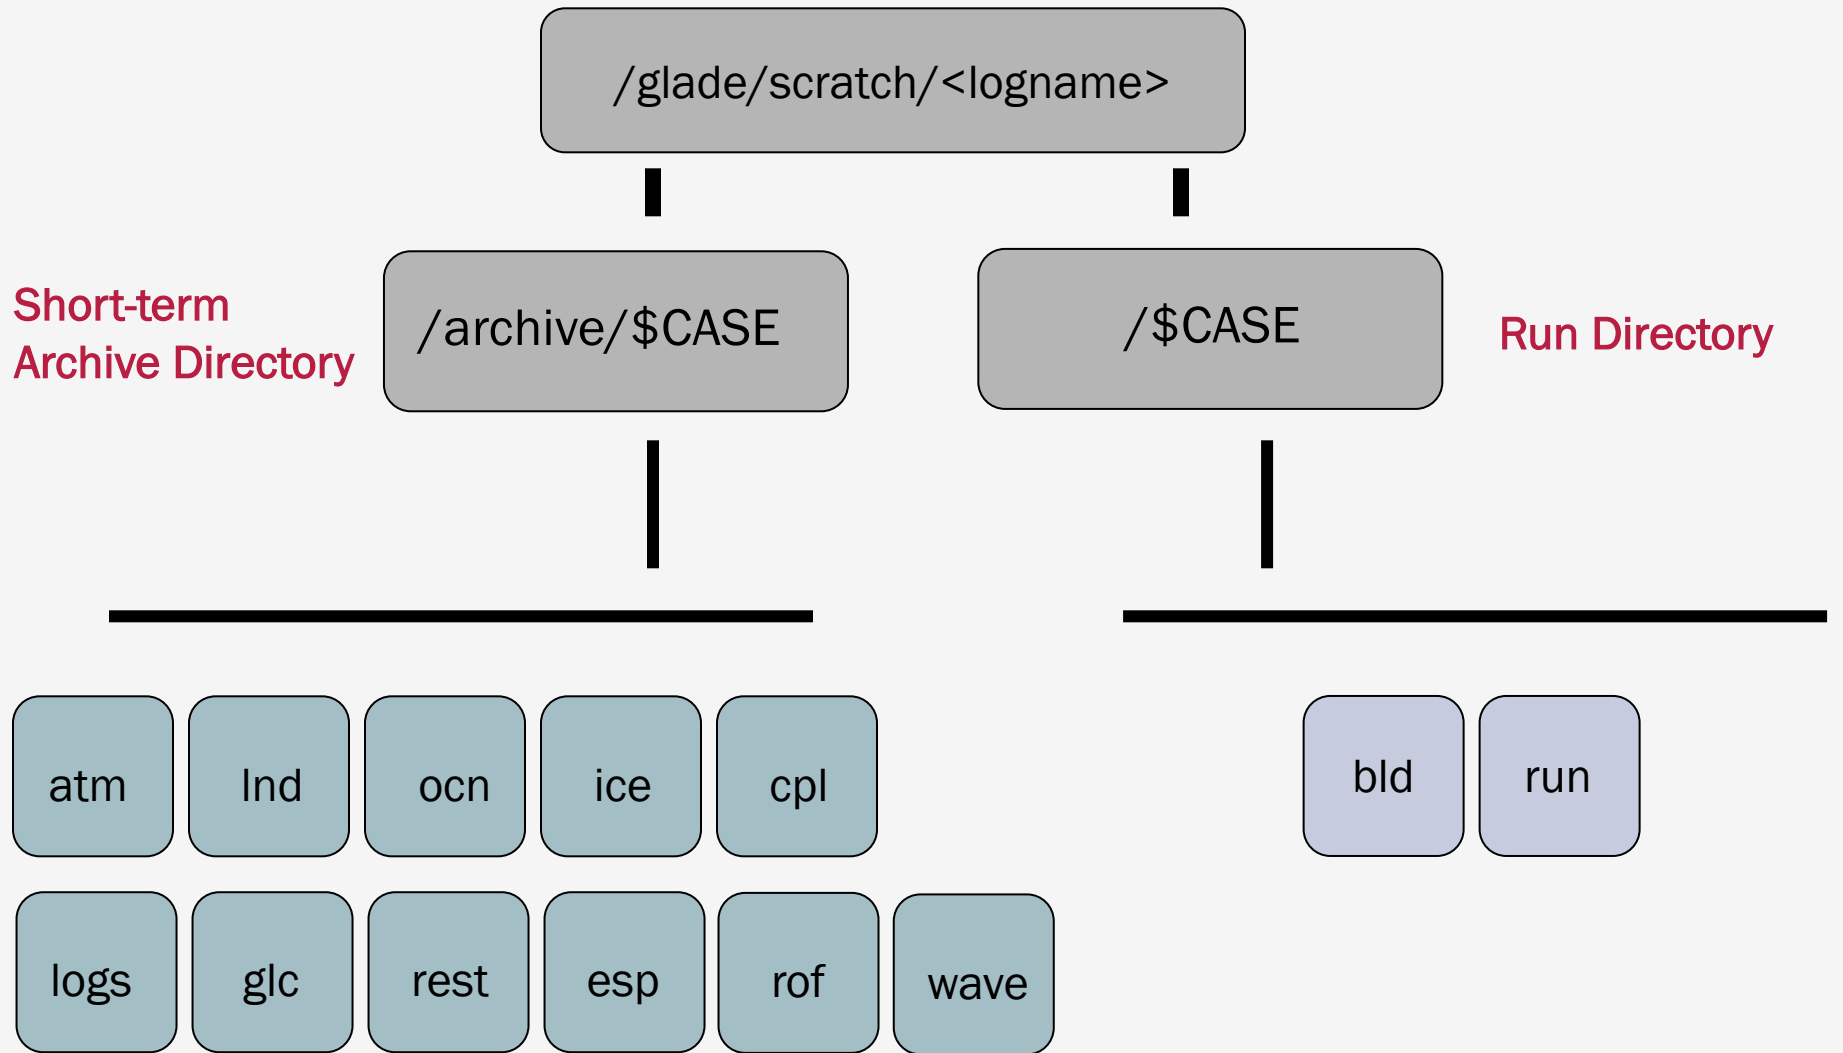 /glade/scratch/<logname>
Short-term
Archive Directory
/archive/$CASE
/$CASE
Run Directory
atm
lnd
ocn
ice
cpl
bld
run
logs
glc
rest
esp
rof
wave